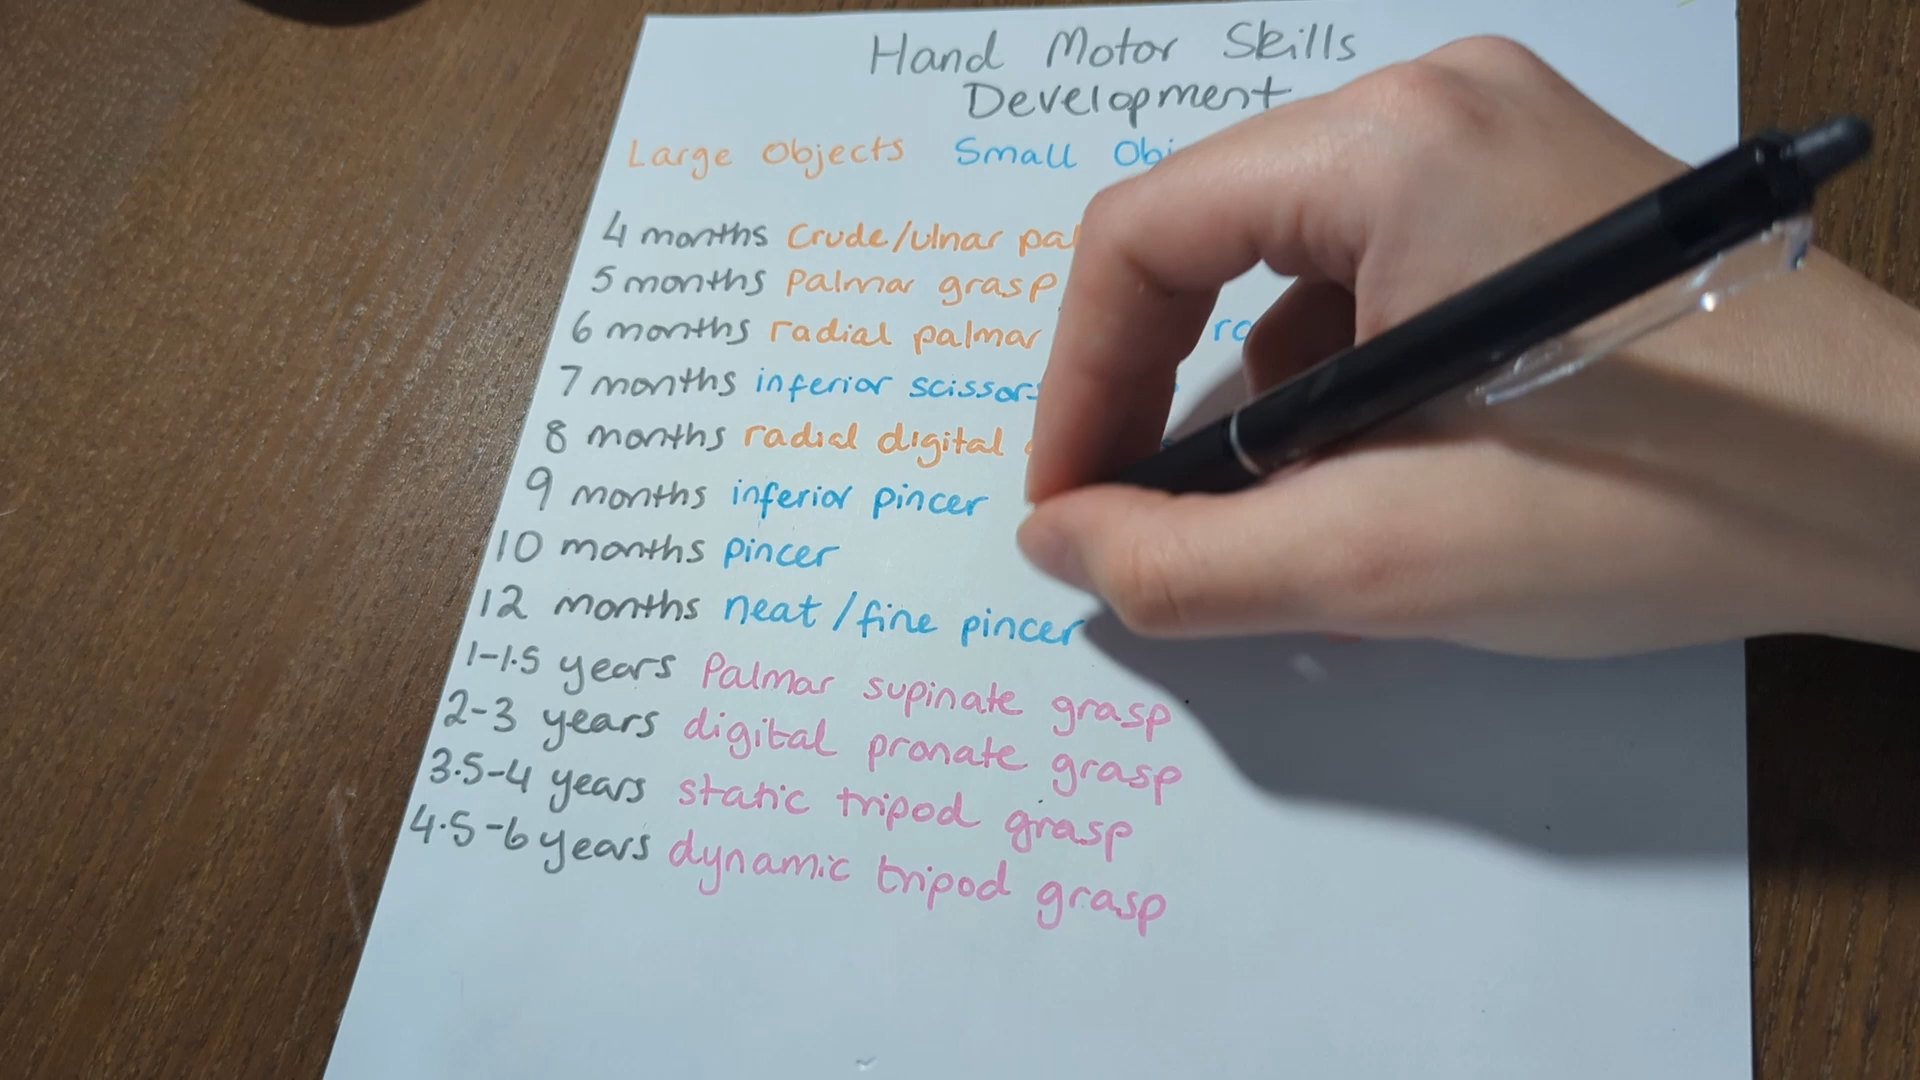 Hand Motor Skills
Development
Large Objects Small
4 months Crude/ulnar
5 months Palmar grasp
6 months radial palmar
7 months inferior scissors
8 months radial digital
9 months inferior pincer
10 months pincer
12 months neat/fine pincer
1-1.5 years Palmar supinate grasp
2-3 years digital pronate grasp
3.5-4 years static tripod grasp
4.5-6 years dynamic tripod grasp